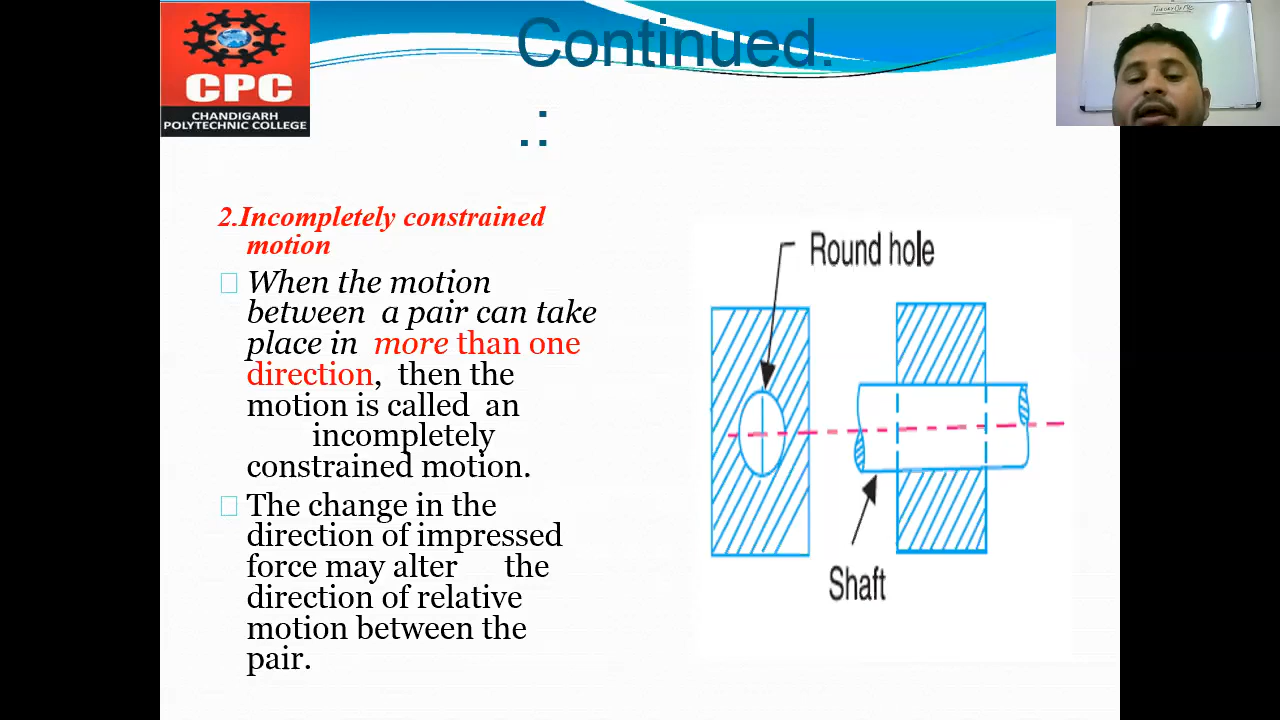 Continued.
.:
CPC
CHANDIGARH
POLYTECHNIC COLLEGE
THEORY OF M/C
2.Incompletely constrained
motion
When the motion
between a pair can take
place in more than one
direction, then the
motion is called an
incompletely
constrained motion.
The change in the
direction of impressed
force may alter the
direction of relative
motion between the
pair.
Round hole
Shaft